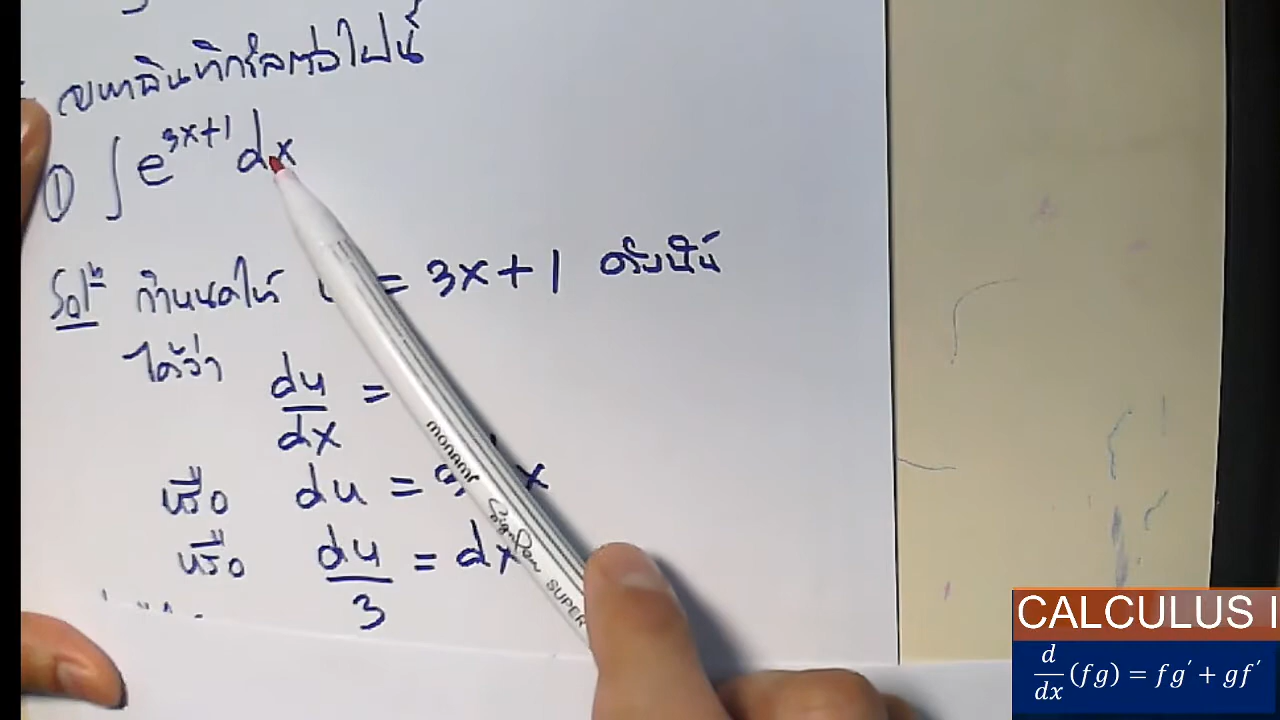 จงหาอินทิกรัลต่อไปนี้
① ∫ e^{3x+1} dx
Solⁿ กำหนดให้ = 3x+1 ดังนั้น
ได้ว่า du/dx =
หรือ du = x
หรือ du/3 = dx
monami SignPen SUPER
CALCULUS I
d/dx (fg) = fg′ + gf′